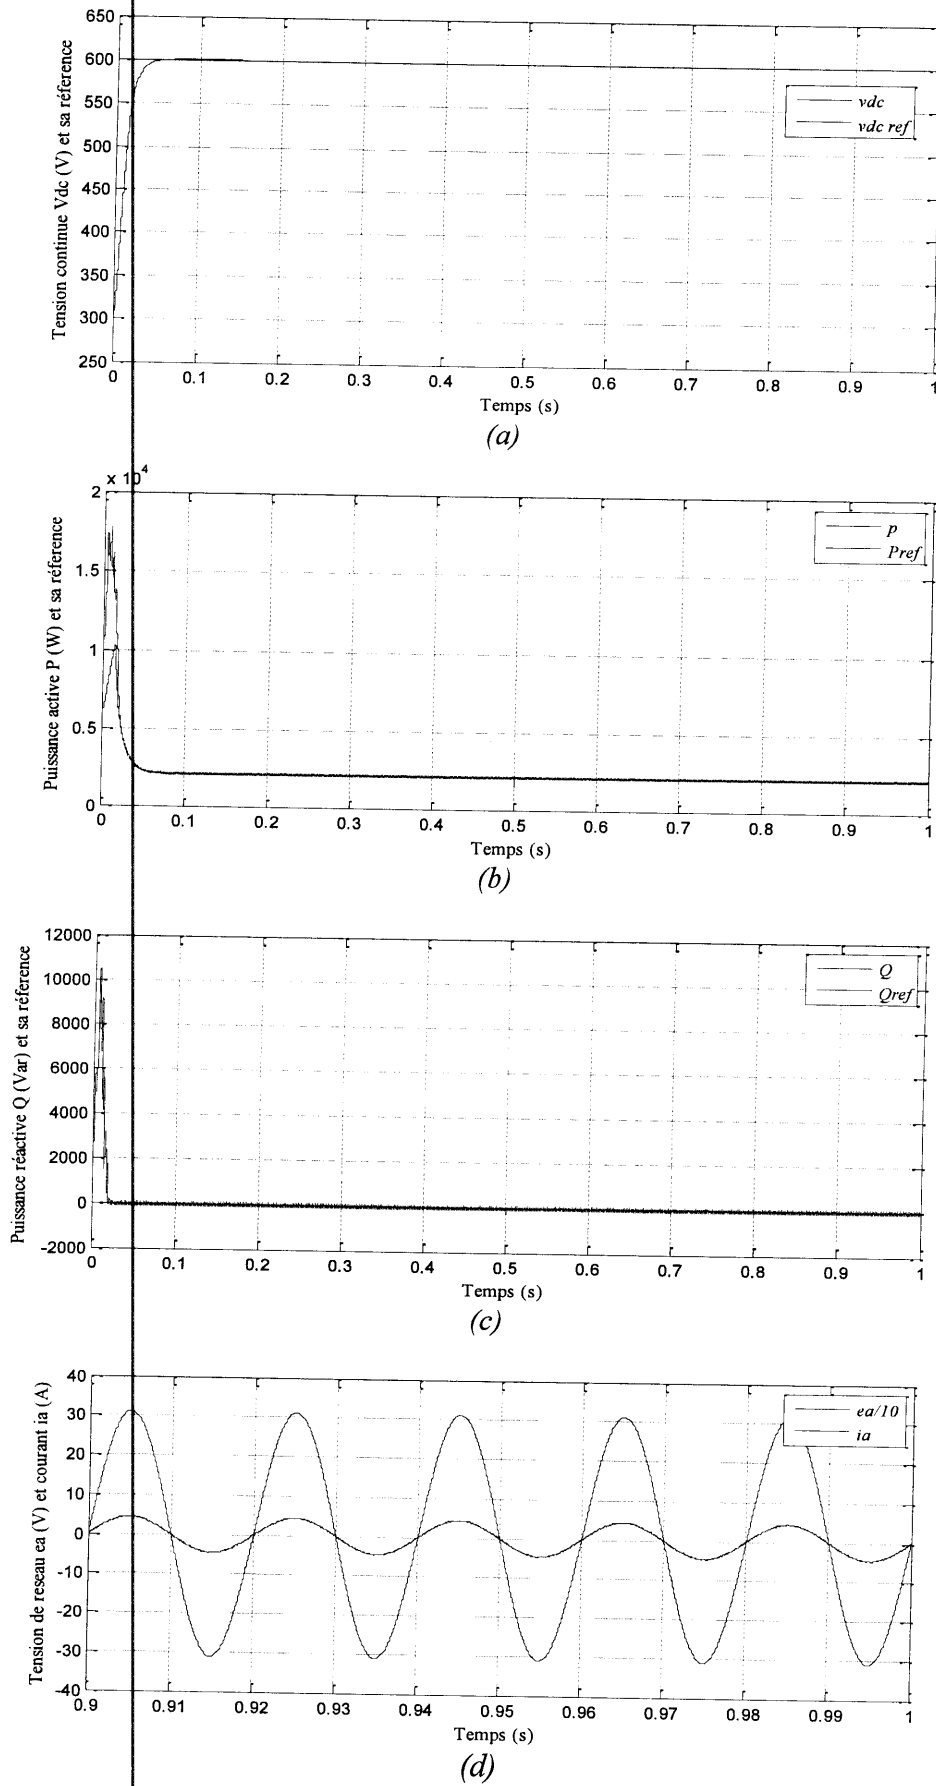 650
600
550
500
450
400
350
300
250
Tension continue Vdc (V) et sa réference
vdc
vdc ref
0 0.1 0.2 0.3 0.4 0.5 0.6 0.7 0.8 0.9 1
Temps (s)
(a)
x 10^4
2
1.5
1
0.5
0
Puissance active P (W) et sa réference
p
Pref
0 0.1 0.2 0.3 0.4 0.5 0.6 0.7 0.8 0.9 1
Temps (s)
(b)
12000
10000
8000
6000
4000
2000
0
-2000
Puissance réactive Q (Var) et sa réference
Q
Qref
0 0.1 0.2 0.3 0.4 0.5 0.6 0.7 0.8 0.9 1
Temps (s)
(c)
40
30
20
10
0
-10
-20
-30
-40
Tension de reseau ea (V) et courant ia (A)
ea/10
ia
0.9 0.91 0.92 0.93 0.94 0.95 0.96 0.97 0.98 0.99 1
Temps (s)
(d)